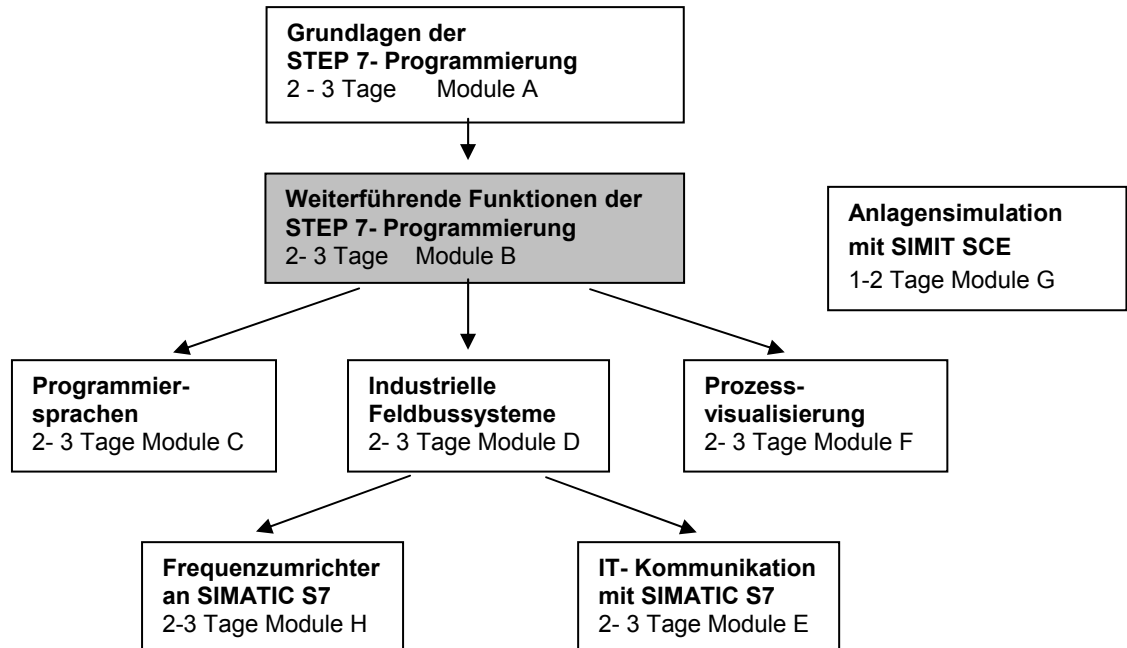 Grundlagen der
STEP 7- Programmierung
2 - 3 Tage Module A
Weiterführende Funktionen der
STEP 7- Programmierung
2- 3 Tage Module B
Anlagensimulation
mit SIMIT SCE
1-2 Tage Module G
Programmier-
sprachen
2- 3 Tage Module C
Industrielle
Feldbussysteme
2- 3 Tage Module D
Prozess-
visualisierung
2- 3 Tage Module F
Frequenzumrichter
an SIMATIC S7
2-3 Tage Module H
IT- Kommunikation
mit SIMATIC S7
2- 3 Tage Module E